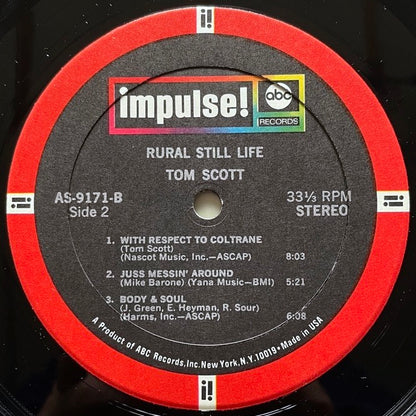 impulse!
abc
RECORDS
RURAL STILL LIFE
TOM SCOTT
AS-9171-B
Side 2
33⅓ RPM
STEREO
1. WITH RESPECT TO COLTRANE
(Tom Scott)
(Nascot Music, Inc.—ASCAP) 8:03
2. JUSS MESSIN' AROUND
(Mike Barone) (Yana Music—BMI) 5:21
3. BODY & SOUL
(J. Green, E. Heyman, R. Sour)
(Harms, Inc.—ASCAP) 6:08
A Product of ABC Records, Inc. New York, N.Y. 10019 • Made in USA